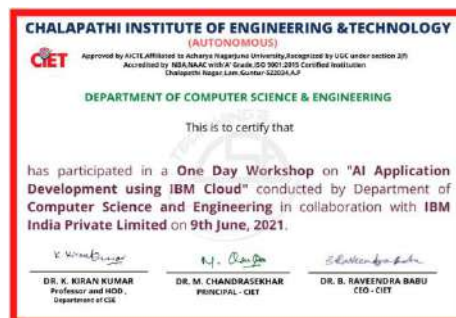 CHALAPATHI INSTITUTE OF ENGINEERING &TECHNOLOGY
(AUTONOMOUS)
CIET
Approved by AICTE,Affiliated to Acharya Nagarjuna University,Recognized by UGC under section 2(f)
Accredited by NBA,NAAC with'A' Grade,ISO 9001:2015 Certified Institution
Chalapathi Nagar,Lam,Guntur-522034,A.P
DEPARTMENT OF COMPUTER SCIENCE & ENGINEERING
This is to certify that
has participated in a One Day Workshop on "AI Application
Development using IBM Cloud" conducted by Department of
Computer Science and Engineering in collaboration with IBM
India Private Limited on 9th June, 2021.
DR. K. KIRAN KUMAR
Professor and HOD,
Department of CSE
DR. M. CHANDRASEKHAR
PRINCIPAL - CIET
DR. B. RAVEENDRA BABU
CEO - CIET